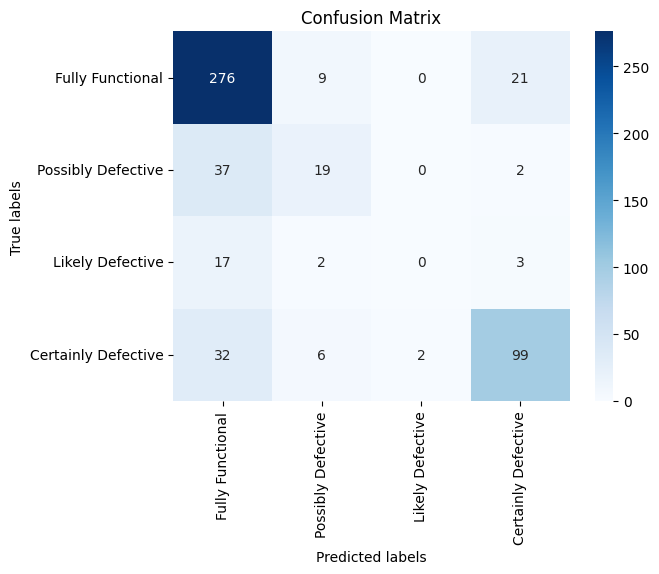 Confusion Matrix
True labels
Fully Functional 276 9 0 21
Possibly Defective 37 19 0 2
Likely Defective 17 2 0 3
Certainly Defective 32 6 2 99
Fully Functional
Possibly Defective
Likely Defective
Certainly Defective
Predicted labels
250
200
150
100
50
0